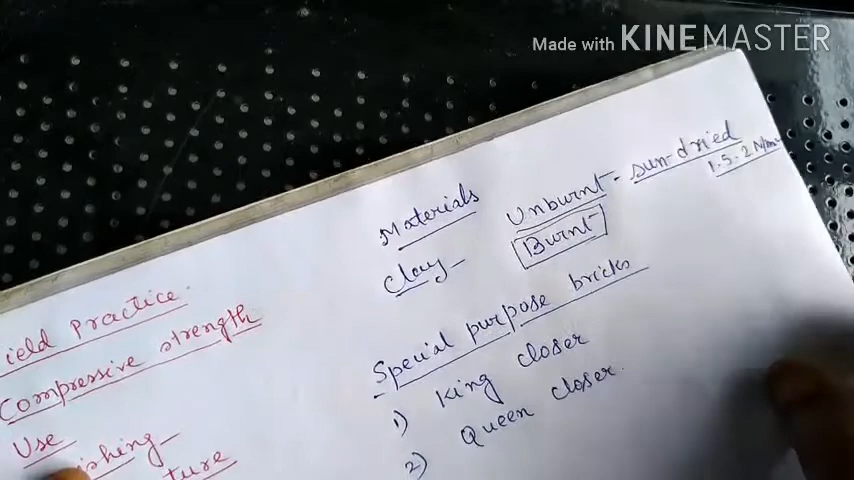 Made with KINEMASTER
ield Practice.
Compressive strength
Use
shing
ture
Materials
Clay - Unburnt - sun-dried
1.5-2 N/mm
Burnt
Special purpose bricks
1) King closer
2) Queen closer.